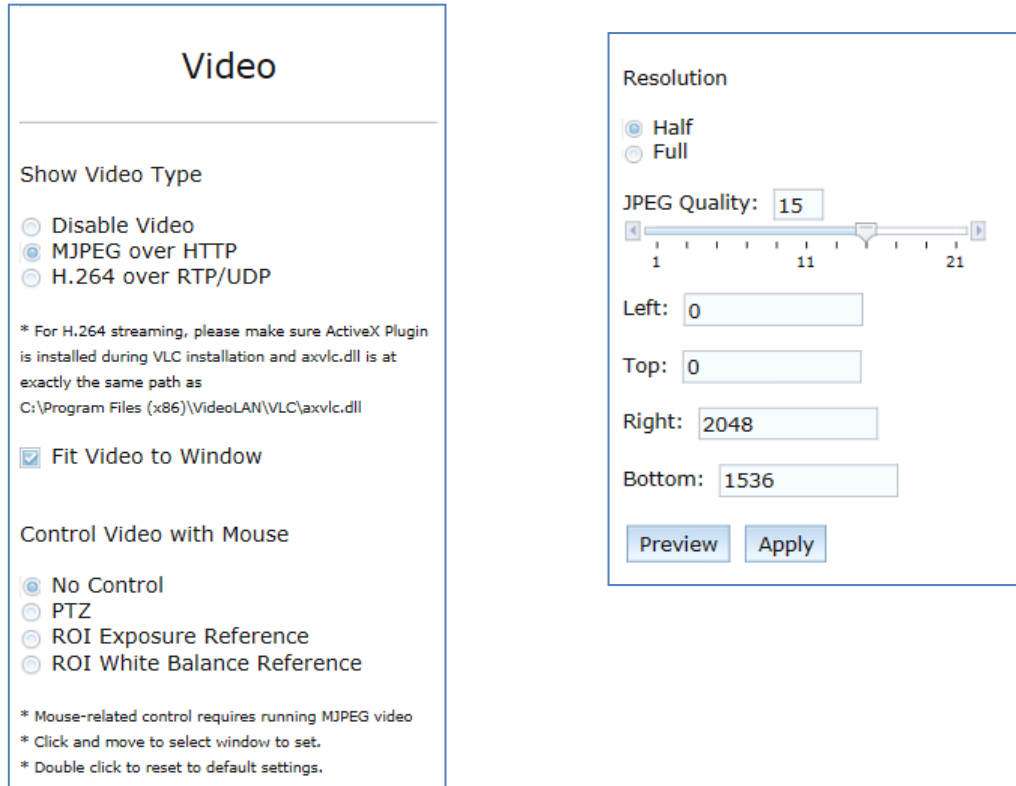 Video
Show Video Type
Disable Video
MJPEG over HTTP
H.264 over RTP/UDP
* For H.264 streaming, please make sure ActiveX Plugin
is installed during VLC installation and axvlc.dll is at
exactly the same path as
C:\Program Files (x86)\VideoLAN\VLC\axvlc.dll
Fit Video to Window
Control Video with Mouse
No Control
PTZ
ROI Exposure Reference
ROI White Balance Reference
* Mouse-related control requires running MJPEG video
* Click and move to select window to set.
* Double click to reset to default settings.
Resolution
Half
Full
JPEG Quality: 15
1 11 21
Left: 0
Top: 0
Right: 2048
Bottom: 1536
Preview Apply